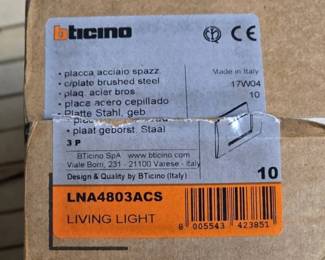 bticino
• placca acciaio spazz.
• c/plate brushed steel
• plaq. acier bros.
• placa acero cepillado
• Platte Stahl, geb
• plaat geborst. Staal
3 P
Made in Italy
17W04
10
BTicino SpA www.bticino.com
Viale Borri, 231 - 21100 Varese - Italy
Design & Quality by BTicino (Italy)
10
LNA4803ACS
LIVING LIGHT
8 005543 423851